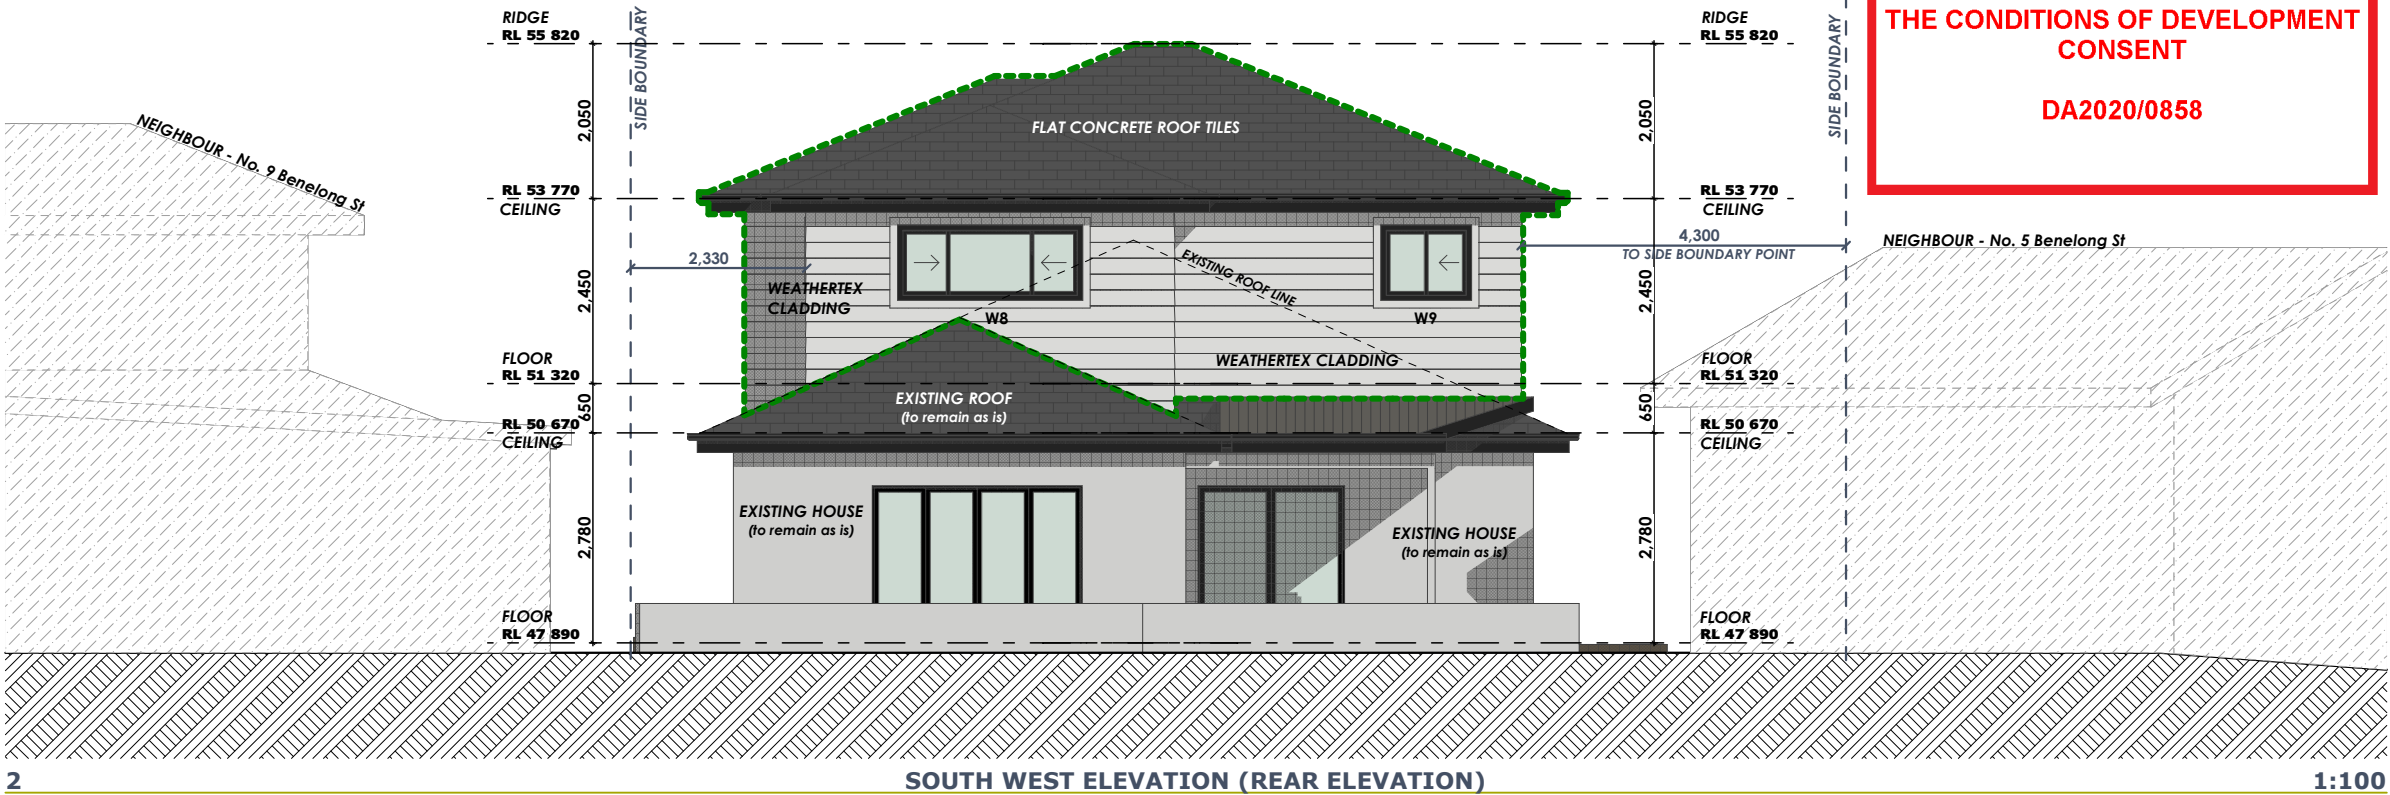 RIDGE
RL 55 820
SIDE BOUNDARY
2,050
NEIGHBOUR - No. 9 Benelong St
RL 53 770
CEILING
2,330
2,450
FLOOR
RL 51 320
650
RL 50 670
CEILING
2,780
FLOOR
RL 47 890
FLAT CONCRETE ROOF TILES
WEATHERTEX
CLADDING
W8
EXISTING ROOF LINE
W9
WEATHERTEX CLADDING
EXISTING ROOF
(to remain as is)
EXISTING HOUSE
(to remain as is)
EXISTING HOUSE
(to remain as is)
RIDGE
RL 55 820
SIDE BOUNDARY
2,050
RL 53 770
CEILING
4,300
TO SIDE BOUNDARY POINT
2,450
NEIGHBOUR - No. 5 Benelong St
FLOOR
RL 51 320
650
RL 50 670
CEILING
2,780
FLOOR
RL 47 890
THE CONDITIONS OF DEVELOPMENT
CONSENT
DA2020/0858
2
SOUTH WEST ELEVATION (REAR ELEVATION)
1:100